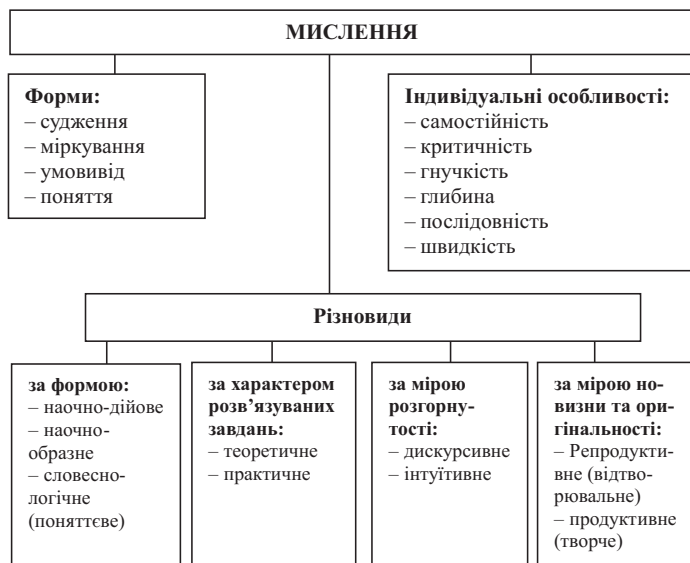 МИСЛЕННЯ
Форми:
– судження
– міркування
– умовивід
– поняття
Індивідуальні особливості:
– самостійність
– критичність
– гнучкість
– глибина
– послідовність
– швидкість
Різновиди
за формою:
– наочно-дійове
– наочно-
образне
– словесно-
логічне
(поняттєве)
за характером
розв’язуваних
завдань:
– теоретичне
– практичне
за мірою
розгорну-
тості:
– дискурсивне
– інтуїтивне
за мірою но-
визни та ори-
гінальності:
– Репродукти-
вне (відтво-
рювальне)
– продуктивне
(творче)